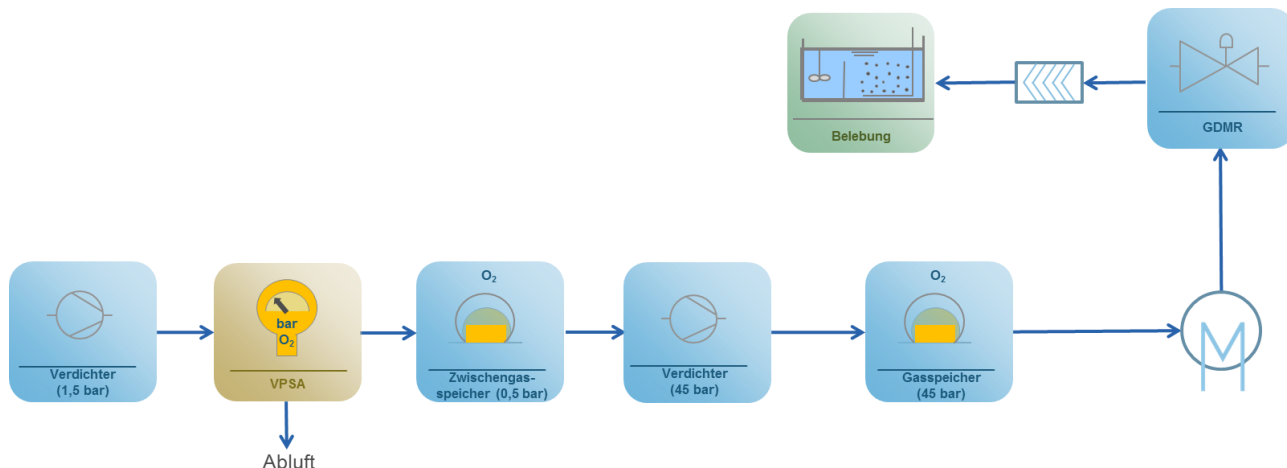 Belebung
GDMR
Verdichter
(1,5 bar)
bar
O₂
VPSA
Abluft
O₂
Zwischengas-
speicher (0,5 bar)
Verdichter
(45 bar)
O₂
Gasspeicher
(45 bar)